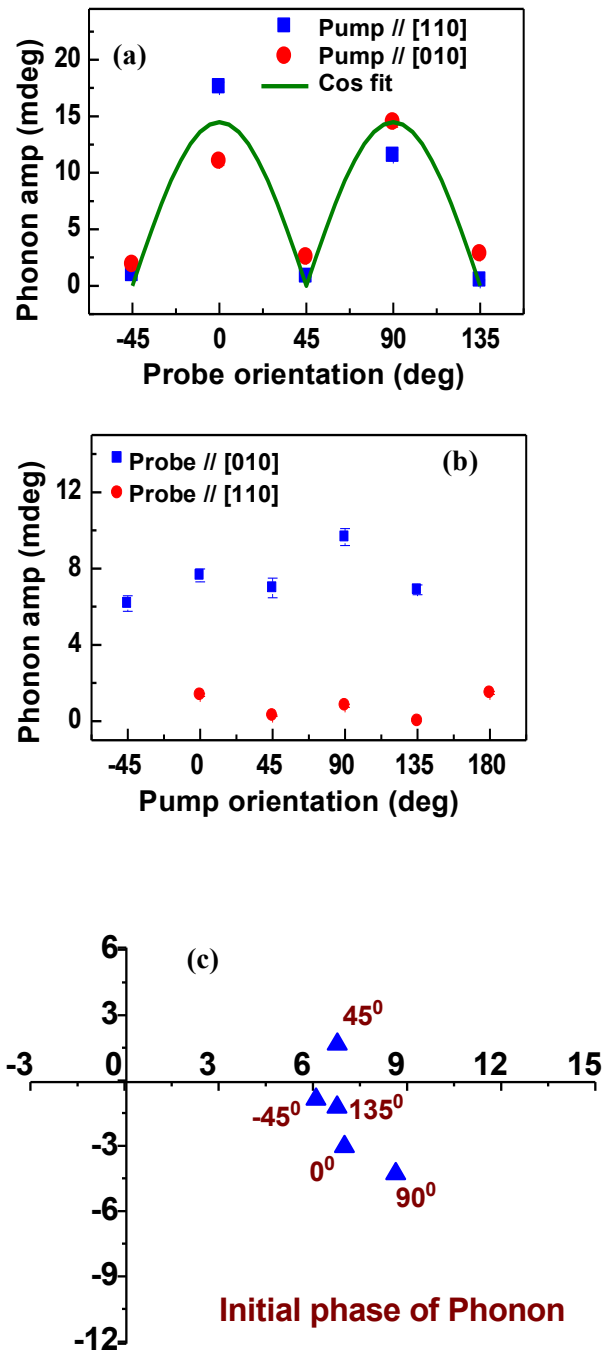 (a)
Pump // [110]
Pump // [010]
Cos fit
Phonon amp (mdeg)
20
15
10
5
0
-45 0 45 90 135
Probe orientation (deg)
Probe // [010]
Probe // [110]
(b)
Phonon amp (mdeg)
12
8
4
0
-45 0 45 90 135 180
Pump orientation (deg)
(c)
6
3
-3 0 3 6 9 12 15
-3
-6
-9
-12
45⁰
-45⁰
135⁰
0⁰
90⁰
Initial phase of Phonon